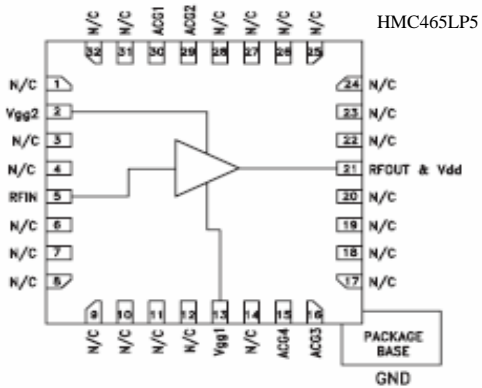 HMC465LP5
N/C N/C ACG1 ACG2 N/C N/C N/C N/C
32 31 30 29 28 27 26 25
N/C 1
Vgg2 2
N/C 3
N/C 4
RFIN 5
N/C 6
N/C 7
N/C 8
24 N/C
23 N/C
22 N/C
21 RFOUT & Vdd
20 N/C
19 N/C
18 N/C
17 N/C
9 10 11 12 13 14 15 16
N/C N/C N/C N/C Vgg1 N/C ACG4 ACG3
PACKAGE
BASE
GND